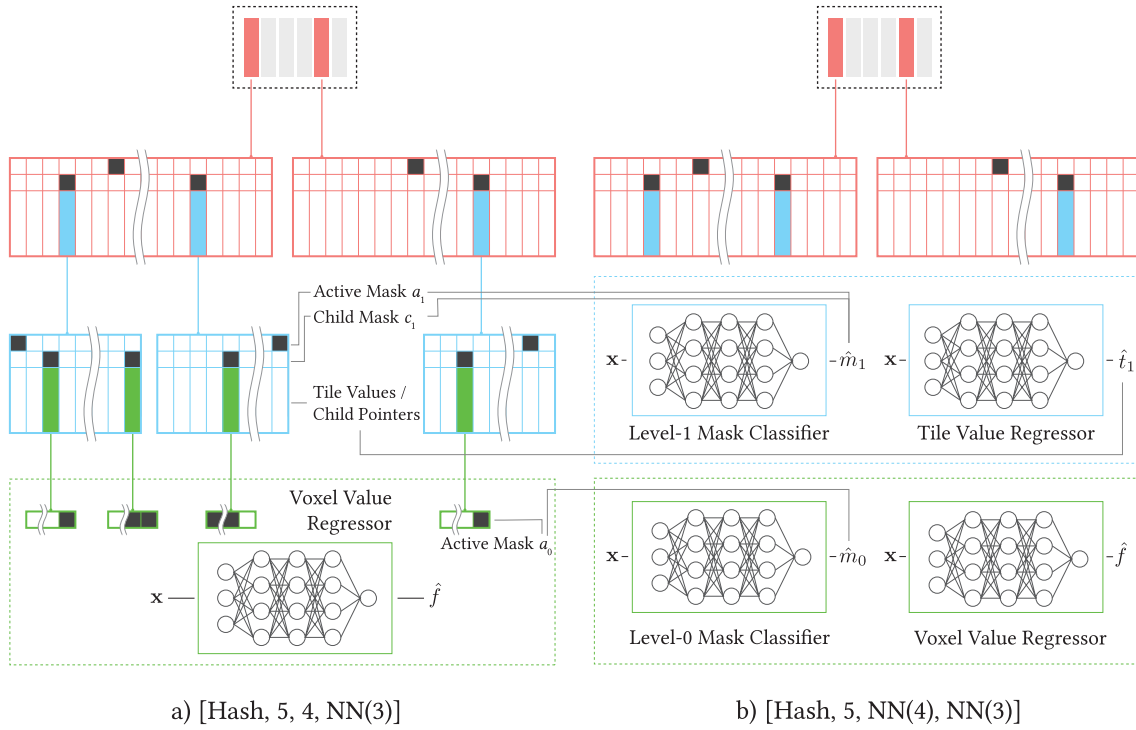 Active Mask a₁
Child Mask c₁
Tile Values /
Child Pointers
Voxel Value
Regressor
Active Mask a₀
x
f̂
a) [Hash, 5, 4, NN(3)]
x
m̂₁
Level-1 Mask Classifier
x
t̂₁
Tile Value Regressor
x
m̂₀
Level-0 Mask Classifier
x
f̂
Voxel Value Regressor
b) [Hash, 5, NN(4), NN(3)]